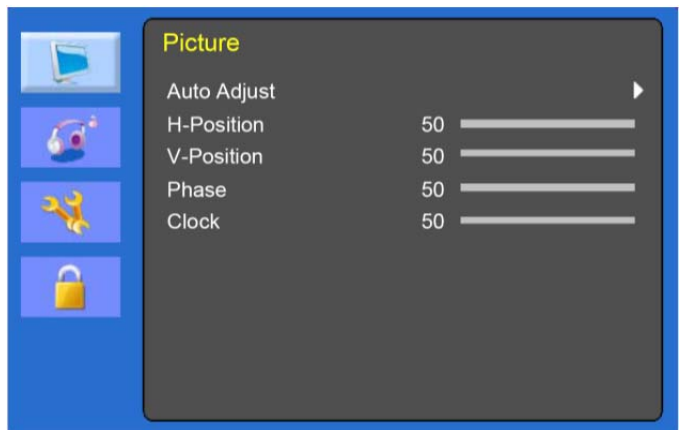 Picture
Auto Adjust
H-Position 50
V-Position 50
Phase 50
Clock 50